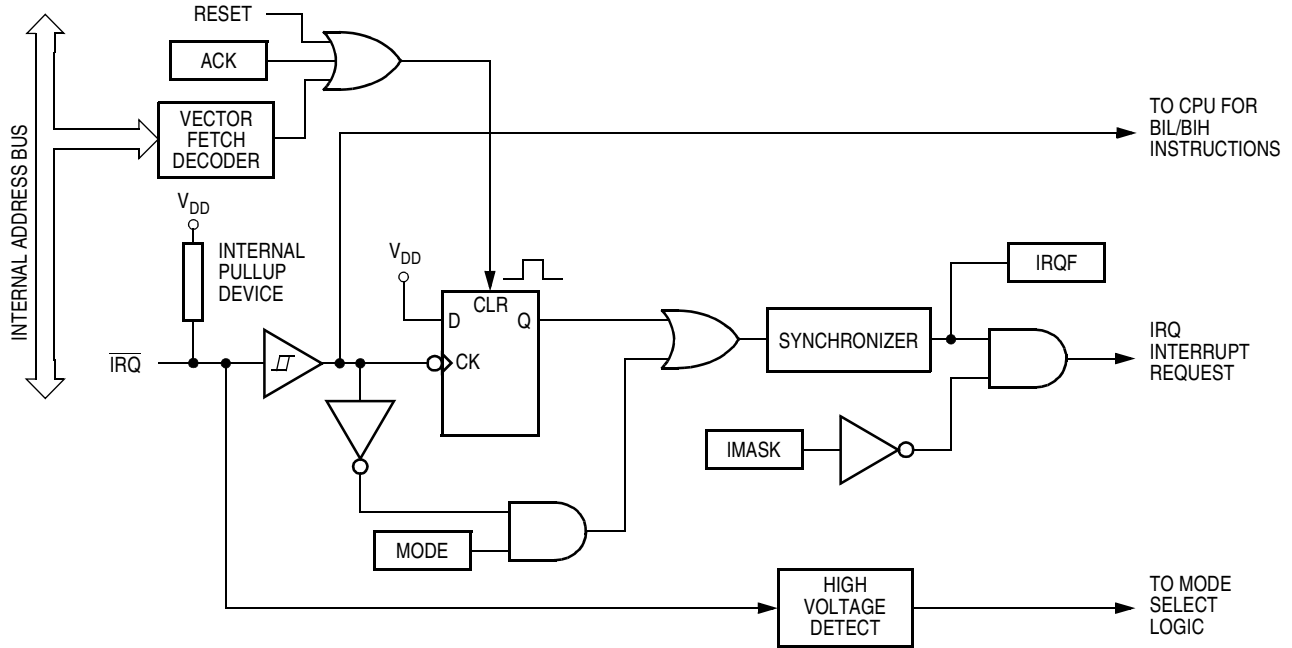 RESET
ACK
VECTOR
FETCH
DECODER
INTERNAL ADDRESS BUS
TO CPU FOR
BIL/BIH
INSTRUCTIONS
VDD
INTERNAL
PULLUP
DEVICE
VDD
CLR
D
Q
CK
IRQF
SYNCHRONIZER
IRQ
INTERRUPT
REQUEST
IRQ
IMASK
MODE
HIGH
VOLTAGE
DETECT
TO MODE
SELECT
LOGIC